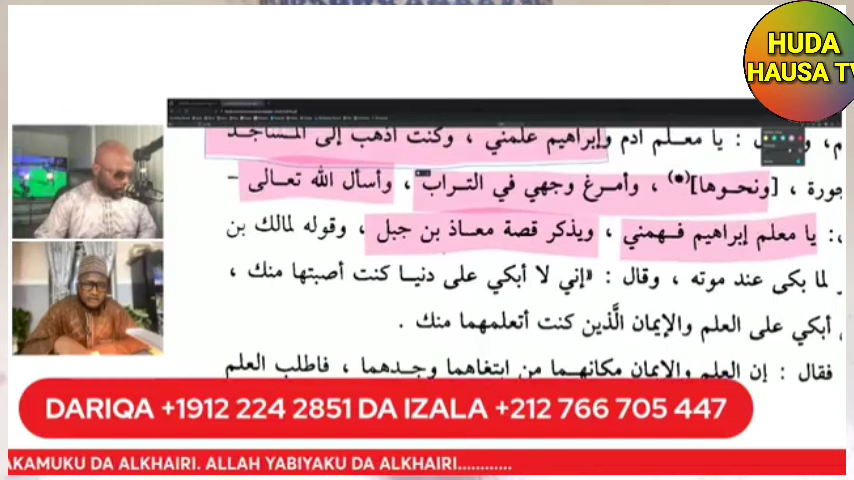 HUDA
HAUSA TV
يا معلم آدم وإبراهيم علمني ، وكنت أذهب إلى المساجد
[ونحوها](*) ، وأمرغ وجهي في التراب ، وأسأل الله تعالى
يا معلم إبراهيم فهمني ، ويذكر قصة معاذ بن جبل ، وقوله لمالك بن
لما بكى عند موته ، وقال : «إني لا أبكي على دنيا كنت أصبتها منك ،
أبكي على العلم والإيمان الَّذين كنت أتعلمهما منك .
فقال : إن العلم والإيمان مكانهما من ابتغاهما وجدهما ، فاطلب العلم
DARIQA +1912 224 2851 DA IZALA +212 766 705 447
AKAMUKU DA ALKHAIRI. ALLAH YABIYAKU DA ALKHAIRI............